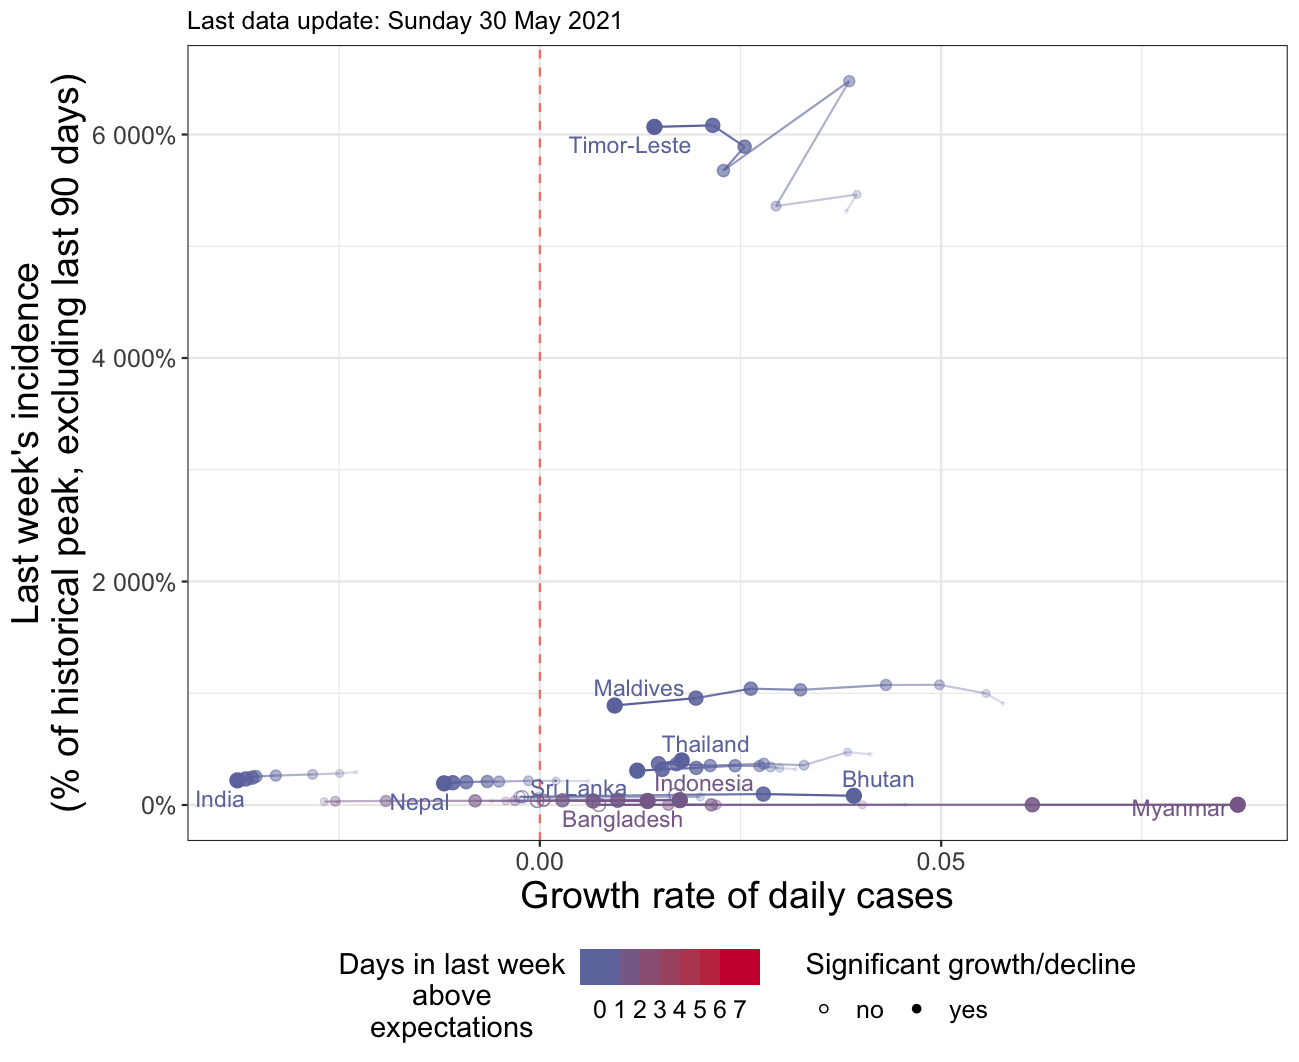 Last data update: Sunday 30 May 2021
Last week's incidence
(% of historical peak, excluding last 90 days)
6 000%
4 000%
2 000%
0%
Timor-Leste
Maldives
Thailand
Indonesia
Sri Lanka
Bhutan
India
Nepal
Bangladesh
Myanmar
0.00
0.05
Growth rate of daily cases
Days in last week
above
expectations
0 1 2 3 4 5 6 7
Significant growth/decline
no
yes